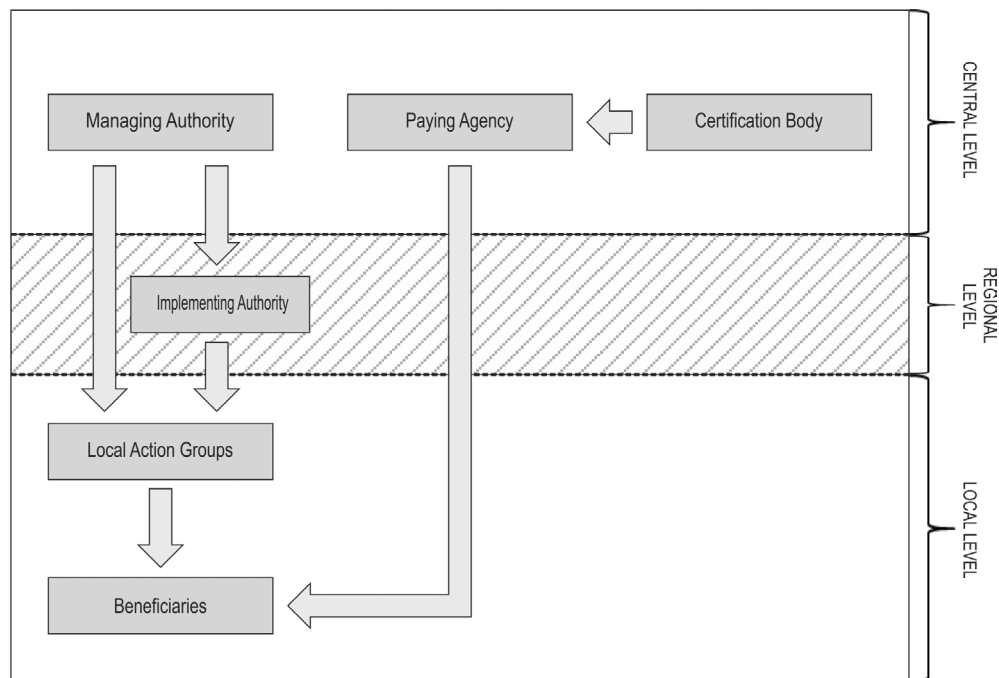 Managing Authority
Paying Agency
Certification Body
CENTRAL LEVEL
Implementing Authority
REGIONAL
LEVEL
Local Action Groups
Beneficiaries
LOCAL LEVEL